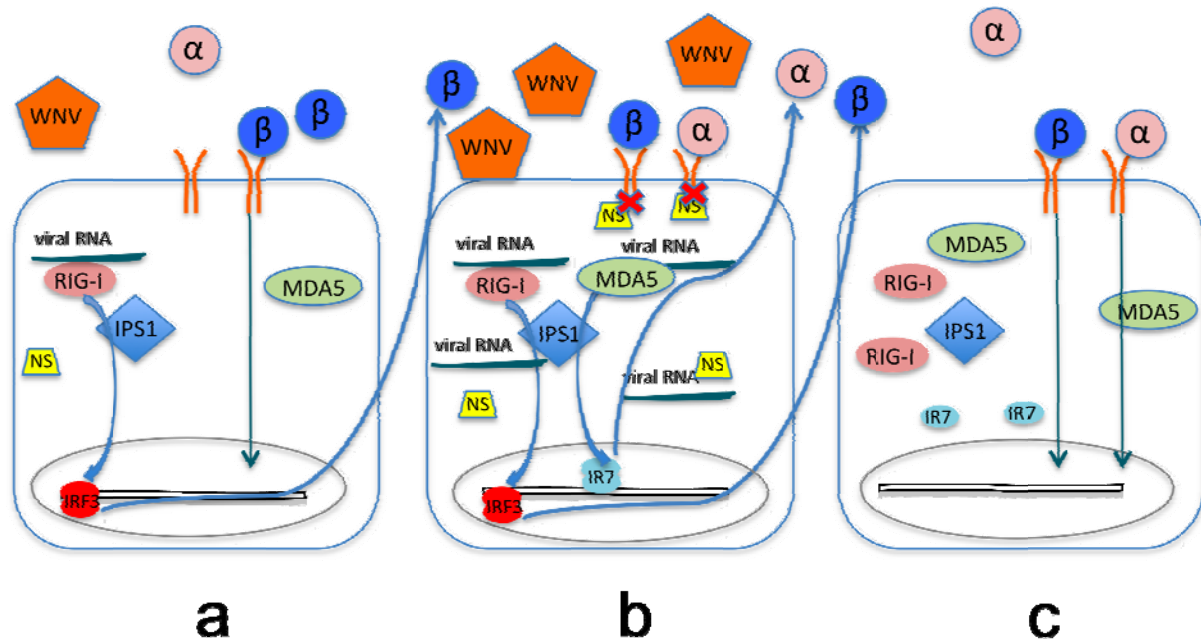 α
WNV
β
β
viral RNA
RIG-I
MDA5
IPS1
NS
IRF3
a
β
WNV
WNV
WNV
α
β
β
α
NS
NS
viral RNA
viral RNA
RIG-I
MDA5
IPS1
viral RNA
viral RNA
NS
NS
IR7
IRF3
b
α
β
α
MDA5
RIG-I
MDA5
IPS1
RIG-I
IR7
IR7
c